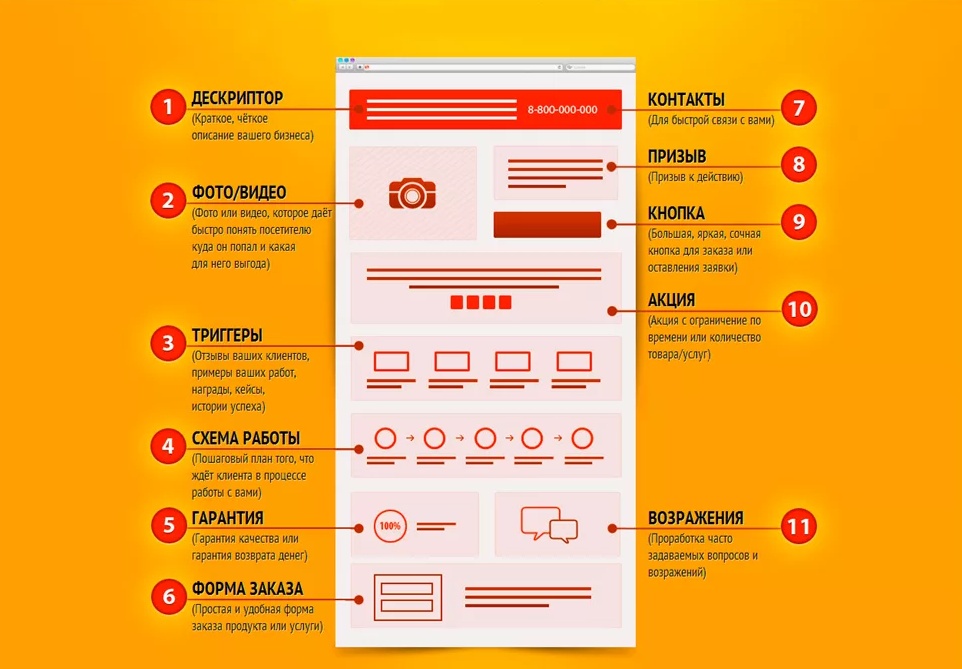 1
ДЕСКРИПТОР
(Краткое, чёткое
описание вашего бизнеса)
2
ФОТО/ВИДЕО
(Фото или видео, которое даёт
быстро понять посетителю
куда он попал и какая
для него выгода)
3
ТРИГГЕРЫ
(Отзывы ваших клиентов,
примеры ваших работ,
награды, кейсы,
истории успеха)
4
СХЕМА РАБОТЫ
(Пошаговый план того, что
ждёт клиента в процессе
работы с вами)
5
ГАРАНТИЯ
(Гарантия качества или
гарантия возврата денег)
6
ФОРМА ЗАКАЗА
(Простая и удобная форма
заказа продукта или услуги)
8-800-000-000
100%
КОНТАКТЫ
7
(Для быстрой связи с вами)
ПРИЗЫВ
8
(Призыв к действию)
КНОПКА
9
(Большая, яркая, сочная
кнопка для заказа или
оставления заявки)
АКЦИЯ
10
(Акция с ограничение по
времени или количество
товара/услуг)
ВОЗРАЖЕНИЯ
11
(Проработка часто
задаваемых вопросов и
возражений)